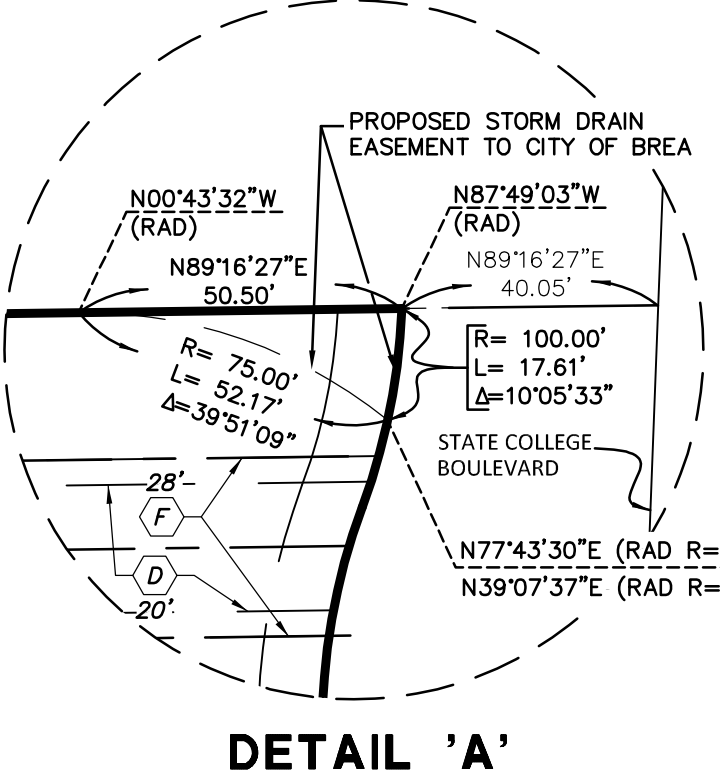 PROPOSED STORM DRAIN
EASEMENT TO CITY OF BREA
N00°43'32"W
(RAD)
N87°49'03"W
(RAD)
N89°16'27"E
50.50'
N89°16'27"E
40.05'
R= 75.00'
L= 52.17'
Δ=39°51'09"
R= 100.00'
L= 17.61'
Δ=10°05'33"
STATE COLLEGE
BOULEVARD
28'
F
D
20'
N77°43'30"E (RAD R=
N39°07'37"E (RAD R=
DETAIL 'A'